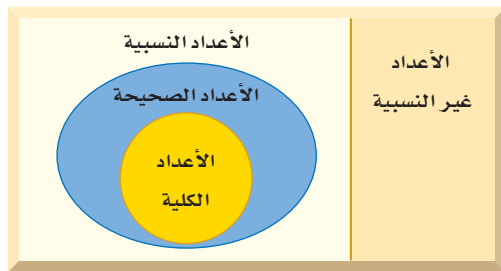 الأعداد
غير النسبية
الأعداد النسبية
الأعداد الصحيحة
الأعداد
الكلية